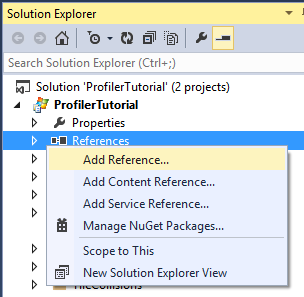 Solution Explorer
Search Solution Explorer (Ctrl+;)
Solution 'ProfilerTutorial' (2 projects)
ProfilerTutorial
Properties
References
Add Reference...
Add Content Reference...
Add Service Reference...
Manage NuGet Packages...
Scope to This
New Solution Explorer View
TileCollisions